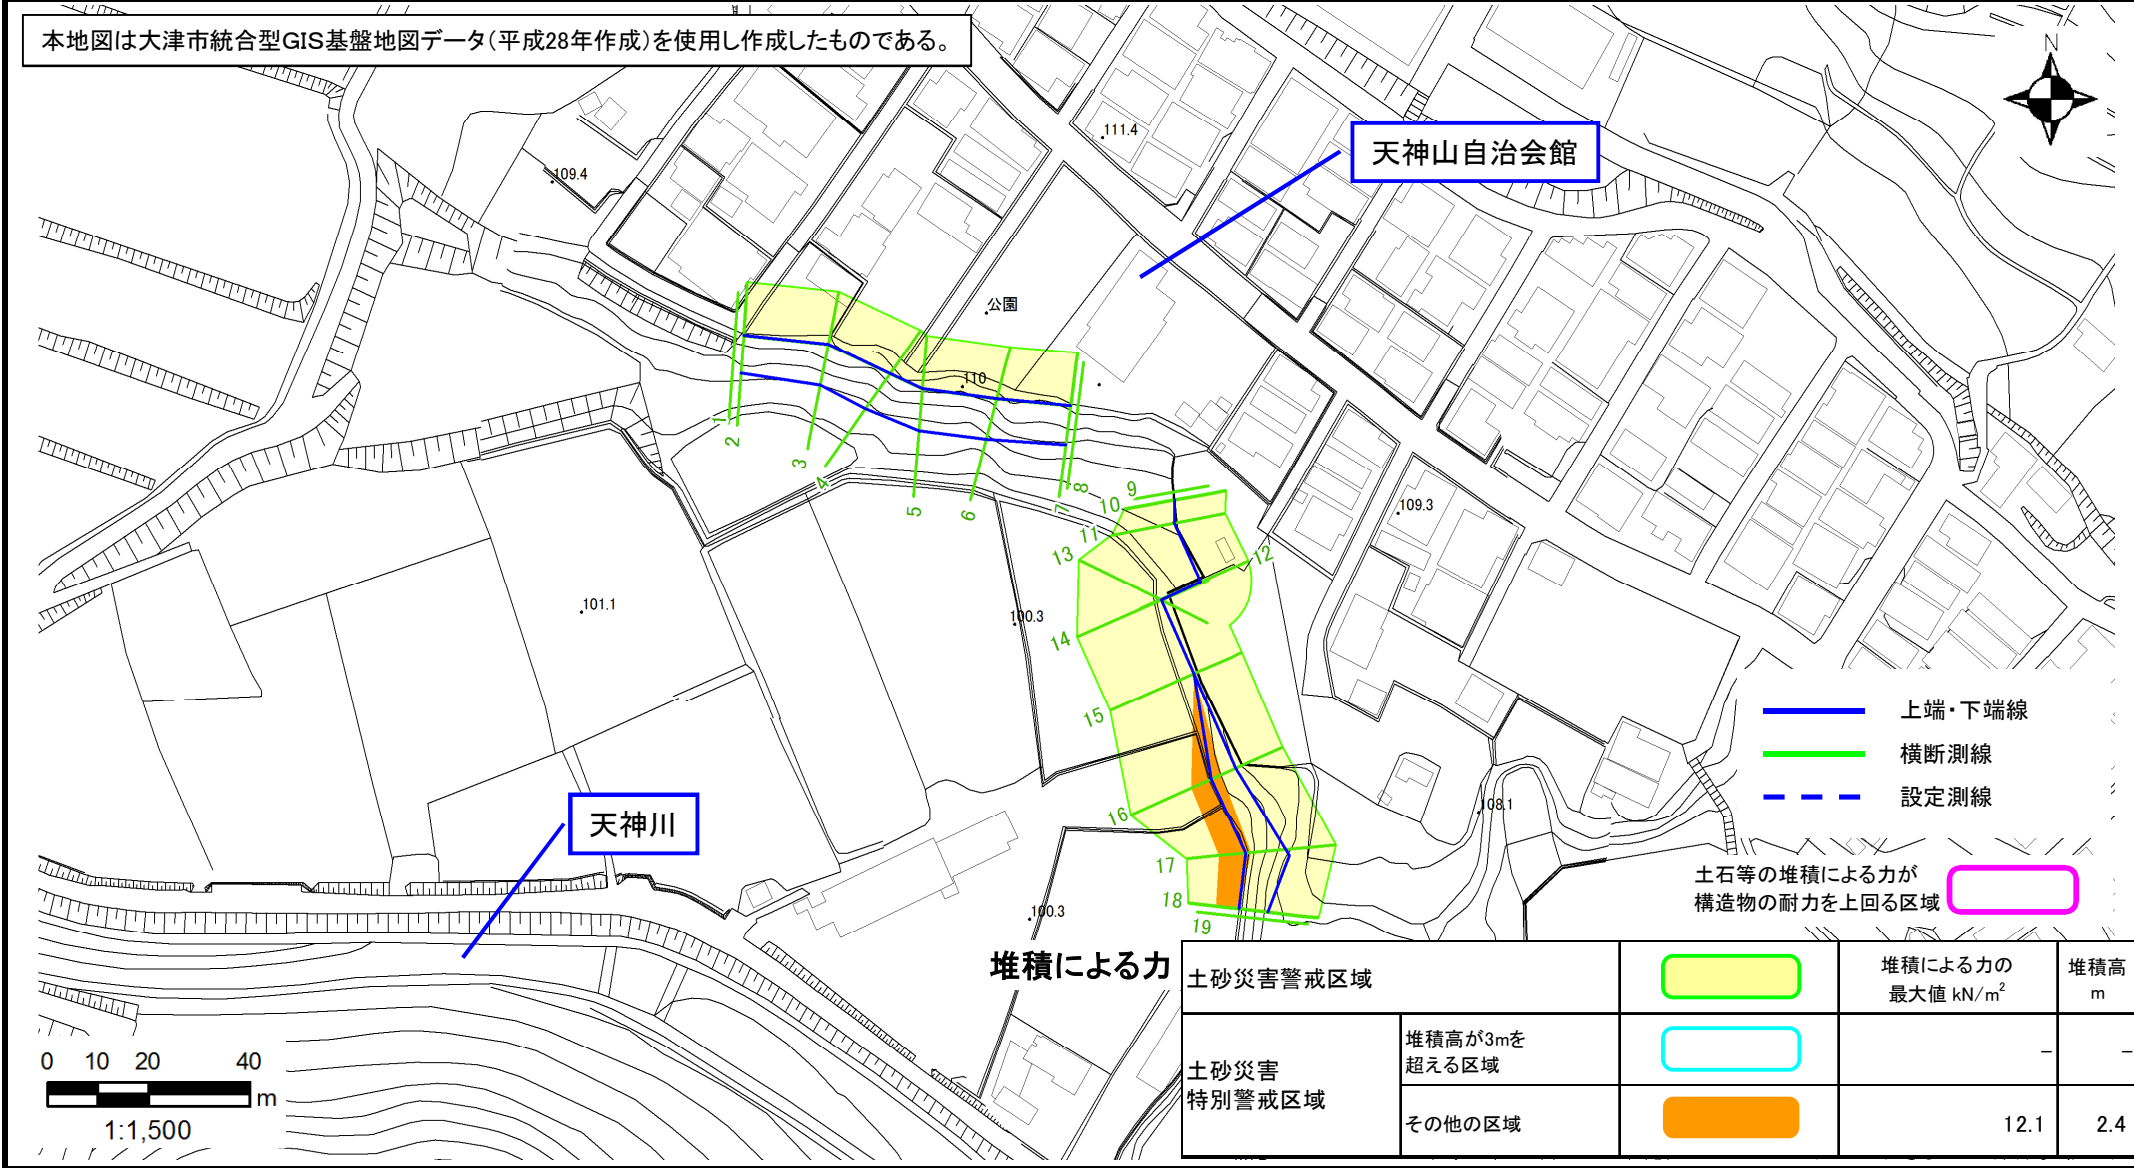 本地図は大津市統合型GIS基盤地図データ(平成28年作成)を使用し作成したものである。
N
天神山自治会館
111.4
109.4
公園
110
109.3
101.1
100.3
108.1
100.3
1
2
3
4
5
6
7
8
9
10
11
12
13
14
15
16
17
18
19
天神川
上端・下端線
横断測線
設定測線
土石等の堆積による力が
構造物の耐力を上回る区域
堆積による力
土砂災害警戒区域
堆積による力の
最大値 kN/m²
堆積高
m
土砂災害
特別警戒区域
堆積高が3mを
超える区域
−
−
その他の区域
12.1
2.4
0 10 20 40
m
1:1,500